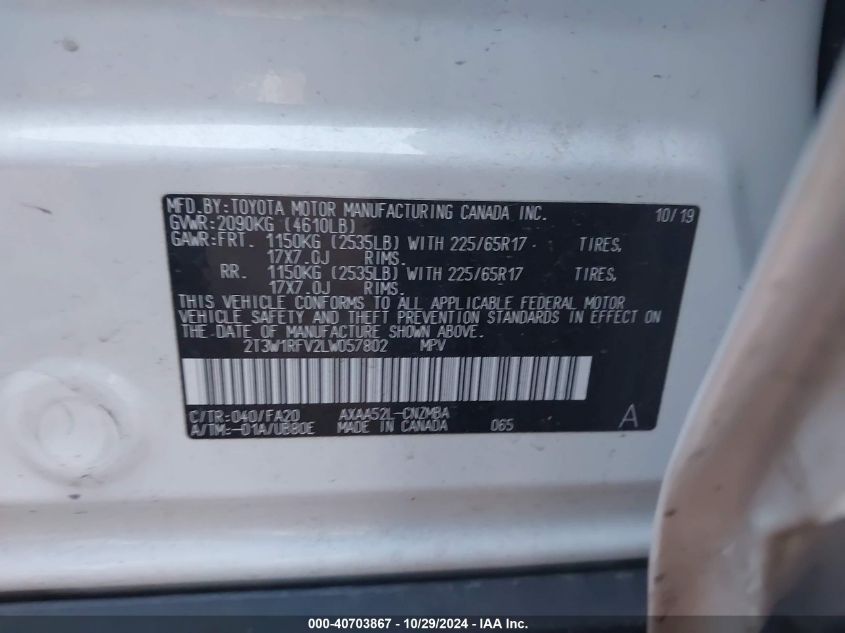 MFD.BY:TOYOTA MOTOR MANUFACTURING CANADA INC. 10/19
GVWR:2090KG (4610LB)
GAWR:FRT. 1150KG (2535LB) WITH 225/65R17 TIRES,
17X7.0J RIMS.
RR. 1150KG (2535LB) WITH 225/65R17 TIRES,
17X7.0J RIMS.
THIS VEHICLE CONFORMS TO ALL APPLICABLE FEDERAL MOTOR
VEHICLE SAFETY AND THEFT PREVENTION STANDARDS IN EFFECT ON
THE DATE OF MANUFACTURE SHOWN ABOVE.
2T3W1RFV2LW057802 MPV
C/TR:040/FA20 AXAA52L-CNZMBA
A/TM:-01A/UB80E MADE IN CANADA 065 A
000-40703867 • 10/29/2024 • IAA Inc.